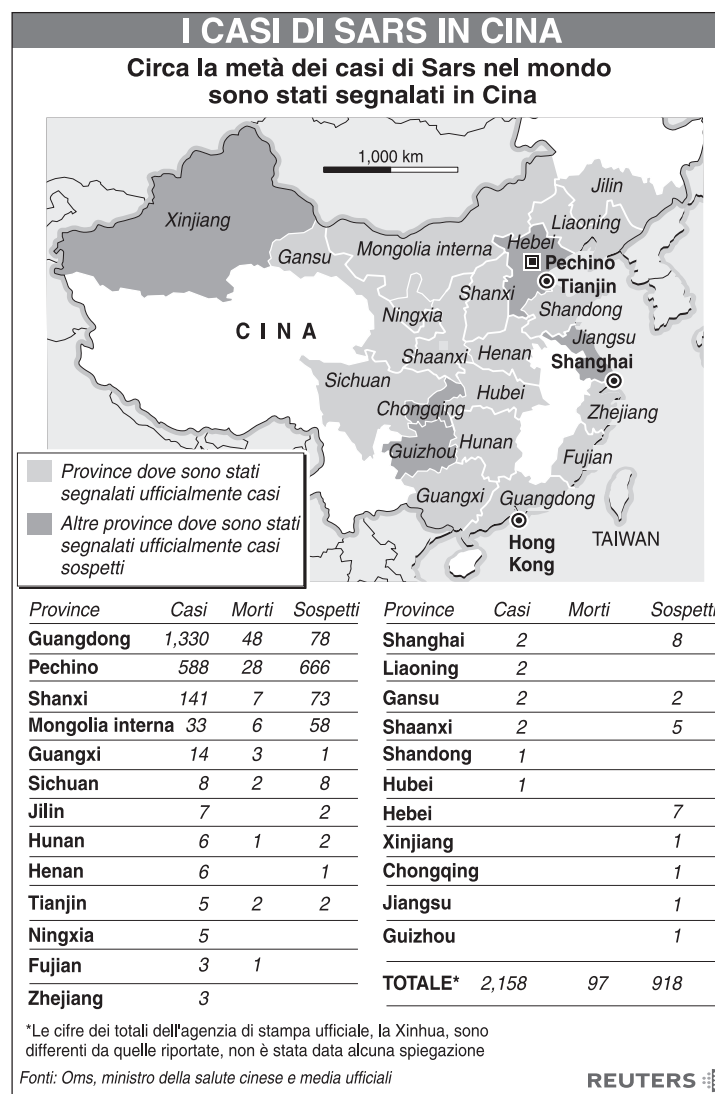 I CASI DI SARS IN CINA
Circa la metà dei casi di Sars nel mondo
sono stati segnalati in Cina
1,000 km
Jilin
Xinjiang
Liaoning
Gansu
Mongolia interna
Hebei
Pechino
Tianjin
Shanxi
Shandong
Ningxia
CINA
Jiangsu
Shaanxi
Henan
Shanghai
Sichuan
Hubei
Chongqing
Zhejiang
Guizhou
Hunan
Fujian
Guangxi
Guangdong
TAIWAN
Hong
Kong
Province dove sono stati
segnalati ufficialmente casi
Altre province dove sono stati
segnalati ufficialmente casi
sospetti
Province Casi Morti Sospetti
Guangdong 1,330 48 78
Pechino 588 28 666
Shanxi 141 7 73
Mongolia interna 33 6 58
Guangxi 14 3 1
Sichuan 8 2 8
Jilin 7 2
Hunan 6 1 2
Henan 6 1
Tianjin 5 2 2
Ningxia 5
Fujian 3 1
Zhejiang 3
Province Casi Morti Sospetti
Shanghai 2 8
Liaoning 2
Gansu 2 2
Shaanxi 2 5
Shandong 1
Hubei 1
Hebei 7
Xinjiang 1
Chongqing 1
Jiangsu 1
Guizhou 1
TOTALE* 2,158 97 918
*Le cifre dei totali dell'agenzia di stampa ufficiale, la Xinhua, sono
differenti da quelle riportate, non è stata data alcuna spiegazione
Fonti: Oms, ministro della salute cinese e media ufficiali
REUTERS